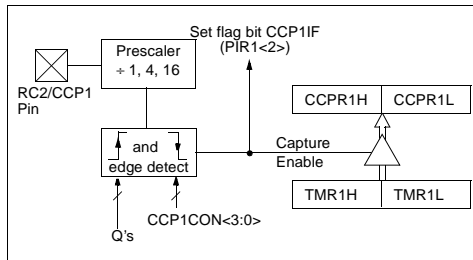 Set flag bit CCP1IF
(PIR1<2>)
Prescaler
÷ 1, 4, 16
RC2/CCP1
Pin
CCPR1H CCPR1L
and
edge detect
Capture
Enable
TMR1H TMR1L
CCP1CON<3:0>
Q's